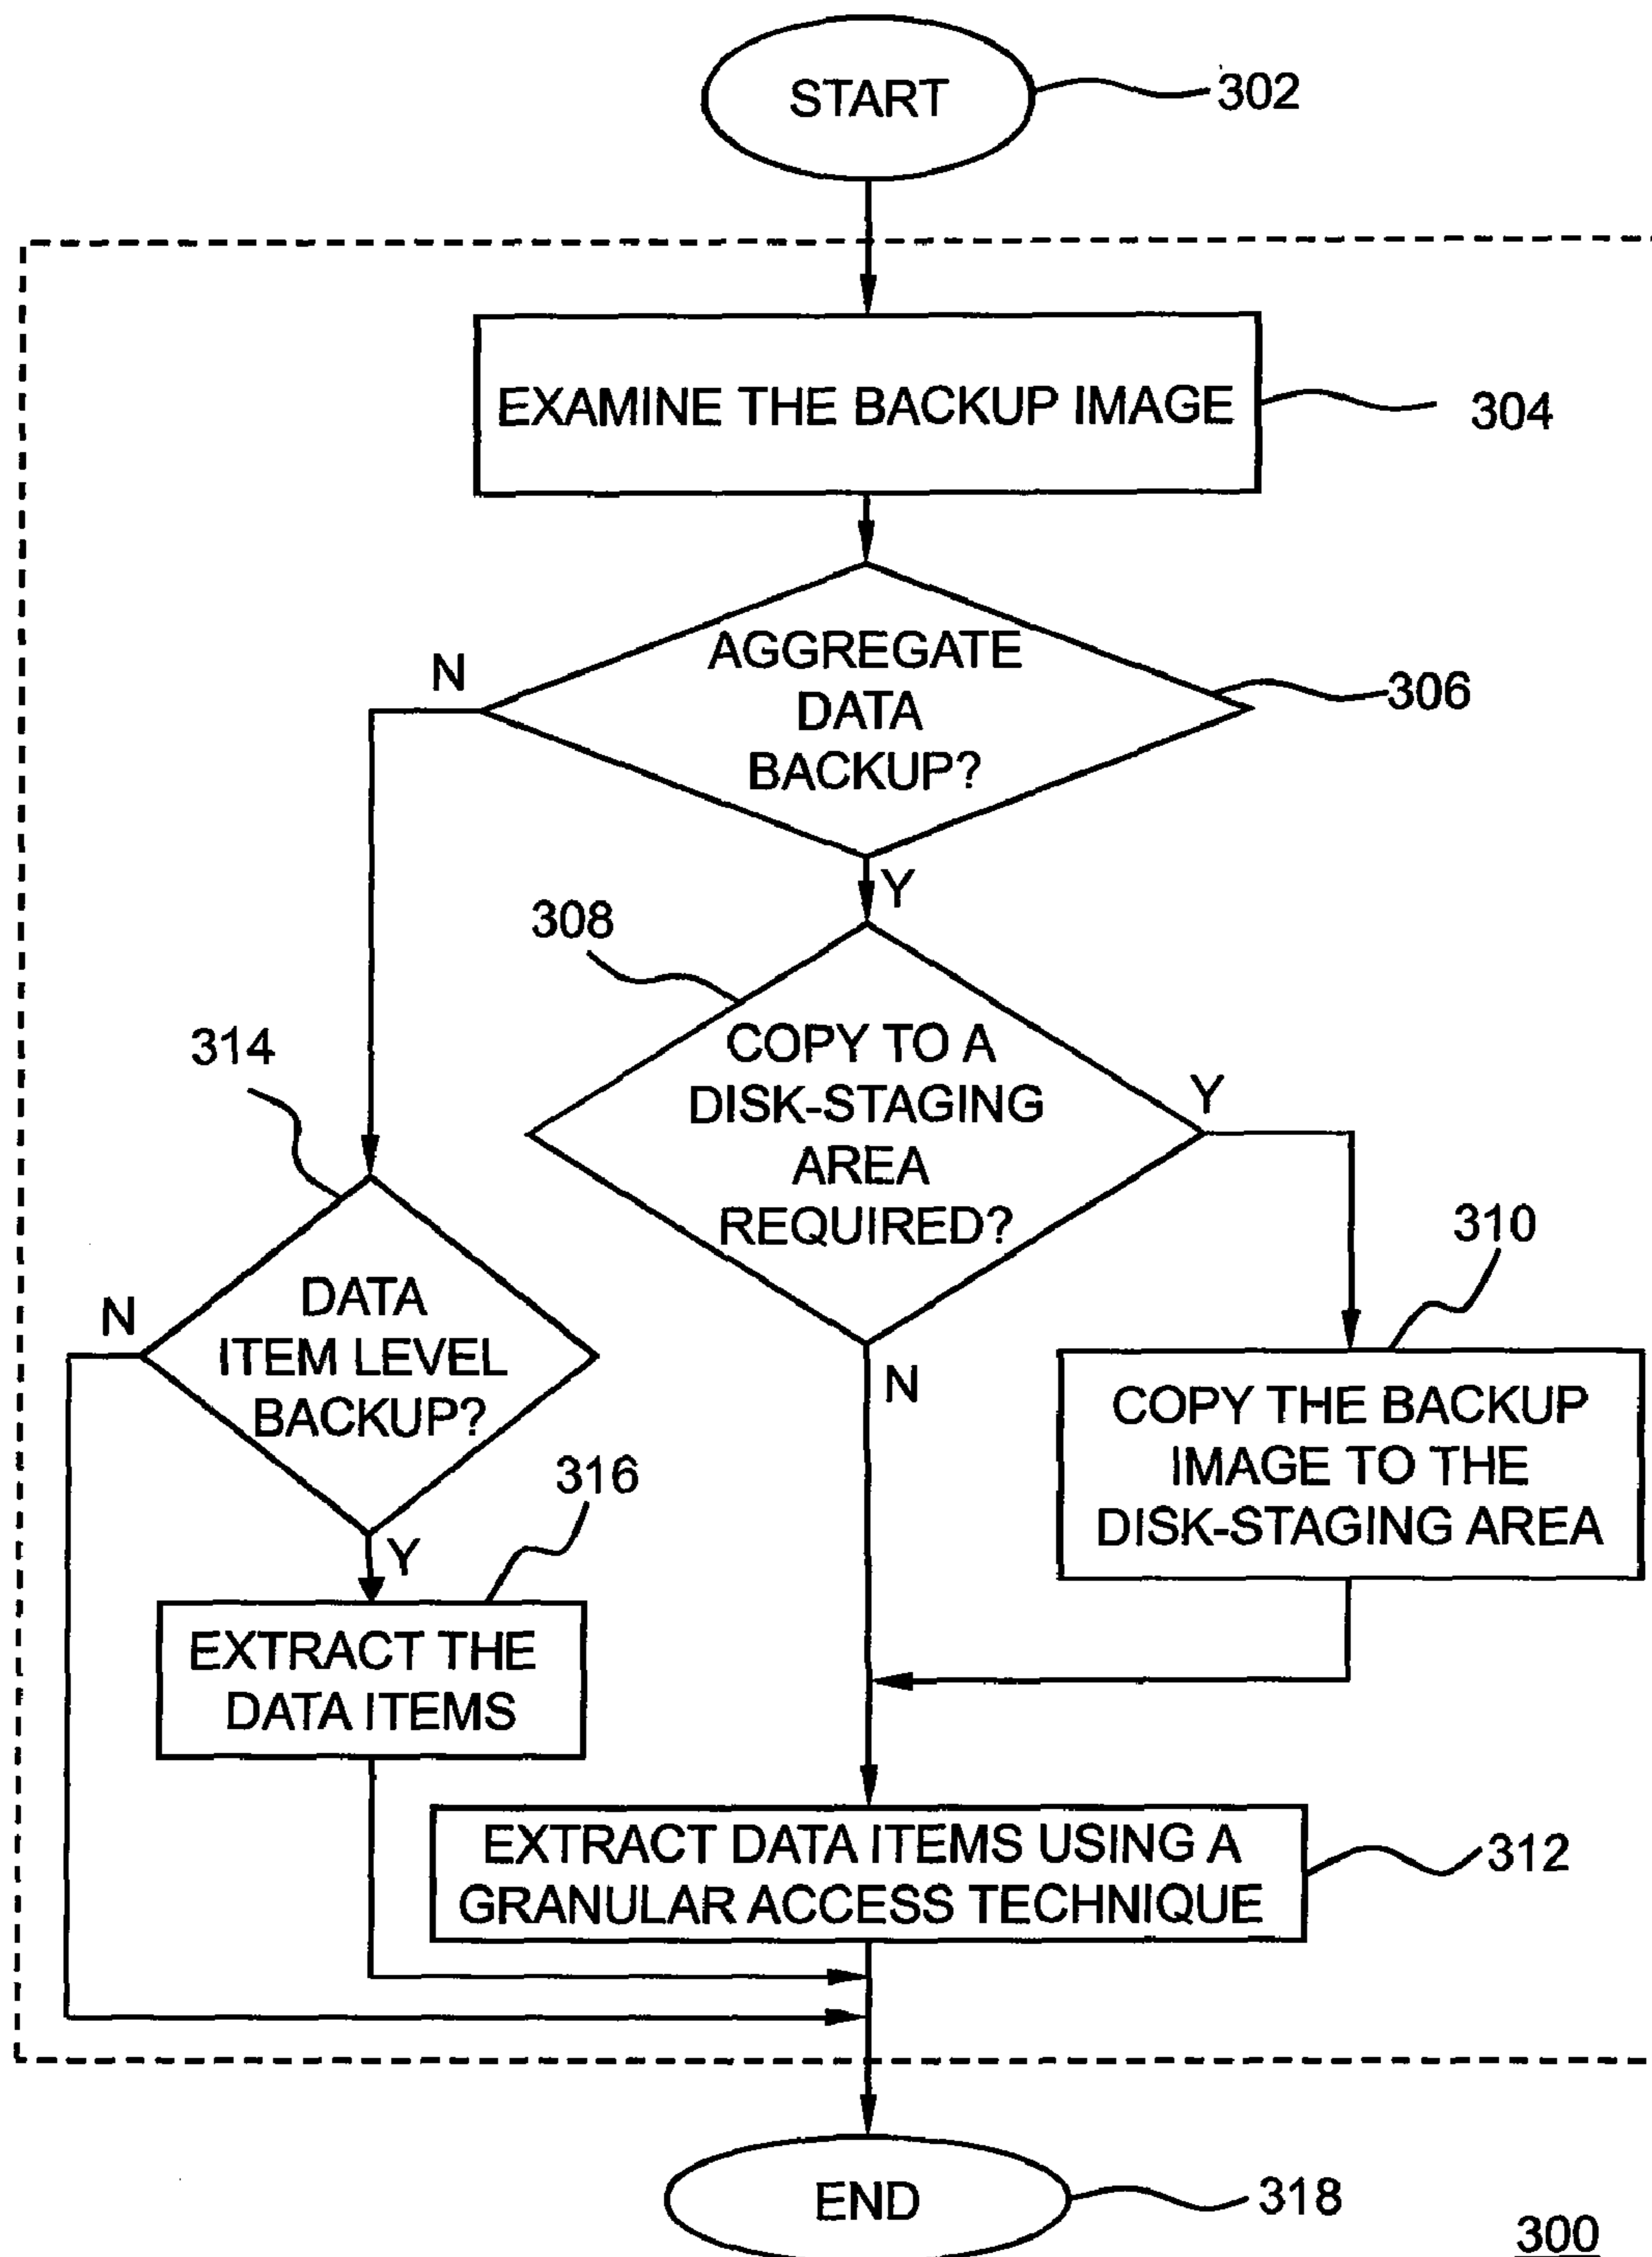 START
302
EXAMINE THE BACKUP IMAGE
304
AGGREGATE
DATA
BACKUP?
306
N
Y
308
COPY TO A
DISK-STAGING
AREA
REQUIRED?
Y
N
314
DATA
ITEM LEVEL
BACKUP?
N
Y
310
COPY THE BACKUP
IMAGE TO THE
DISK-STAGING AREA
316
EXTRACT THE
DATA ITEMS
EXTRACT DATA ITEMS USING A
GRANULAR ACCESS TECHNIQUE
312
END
318
300